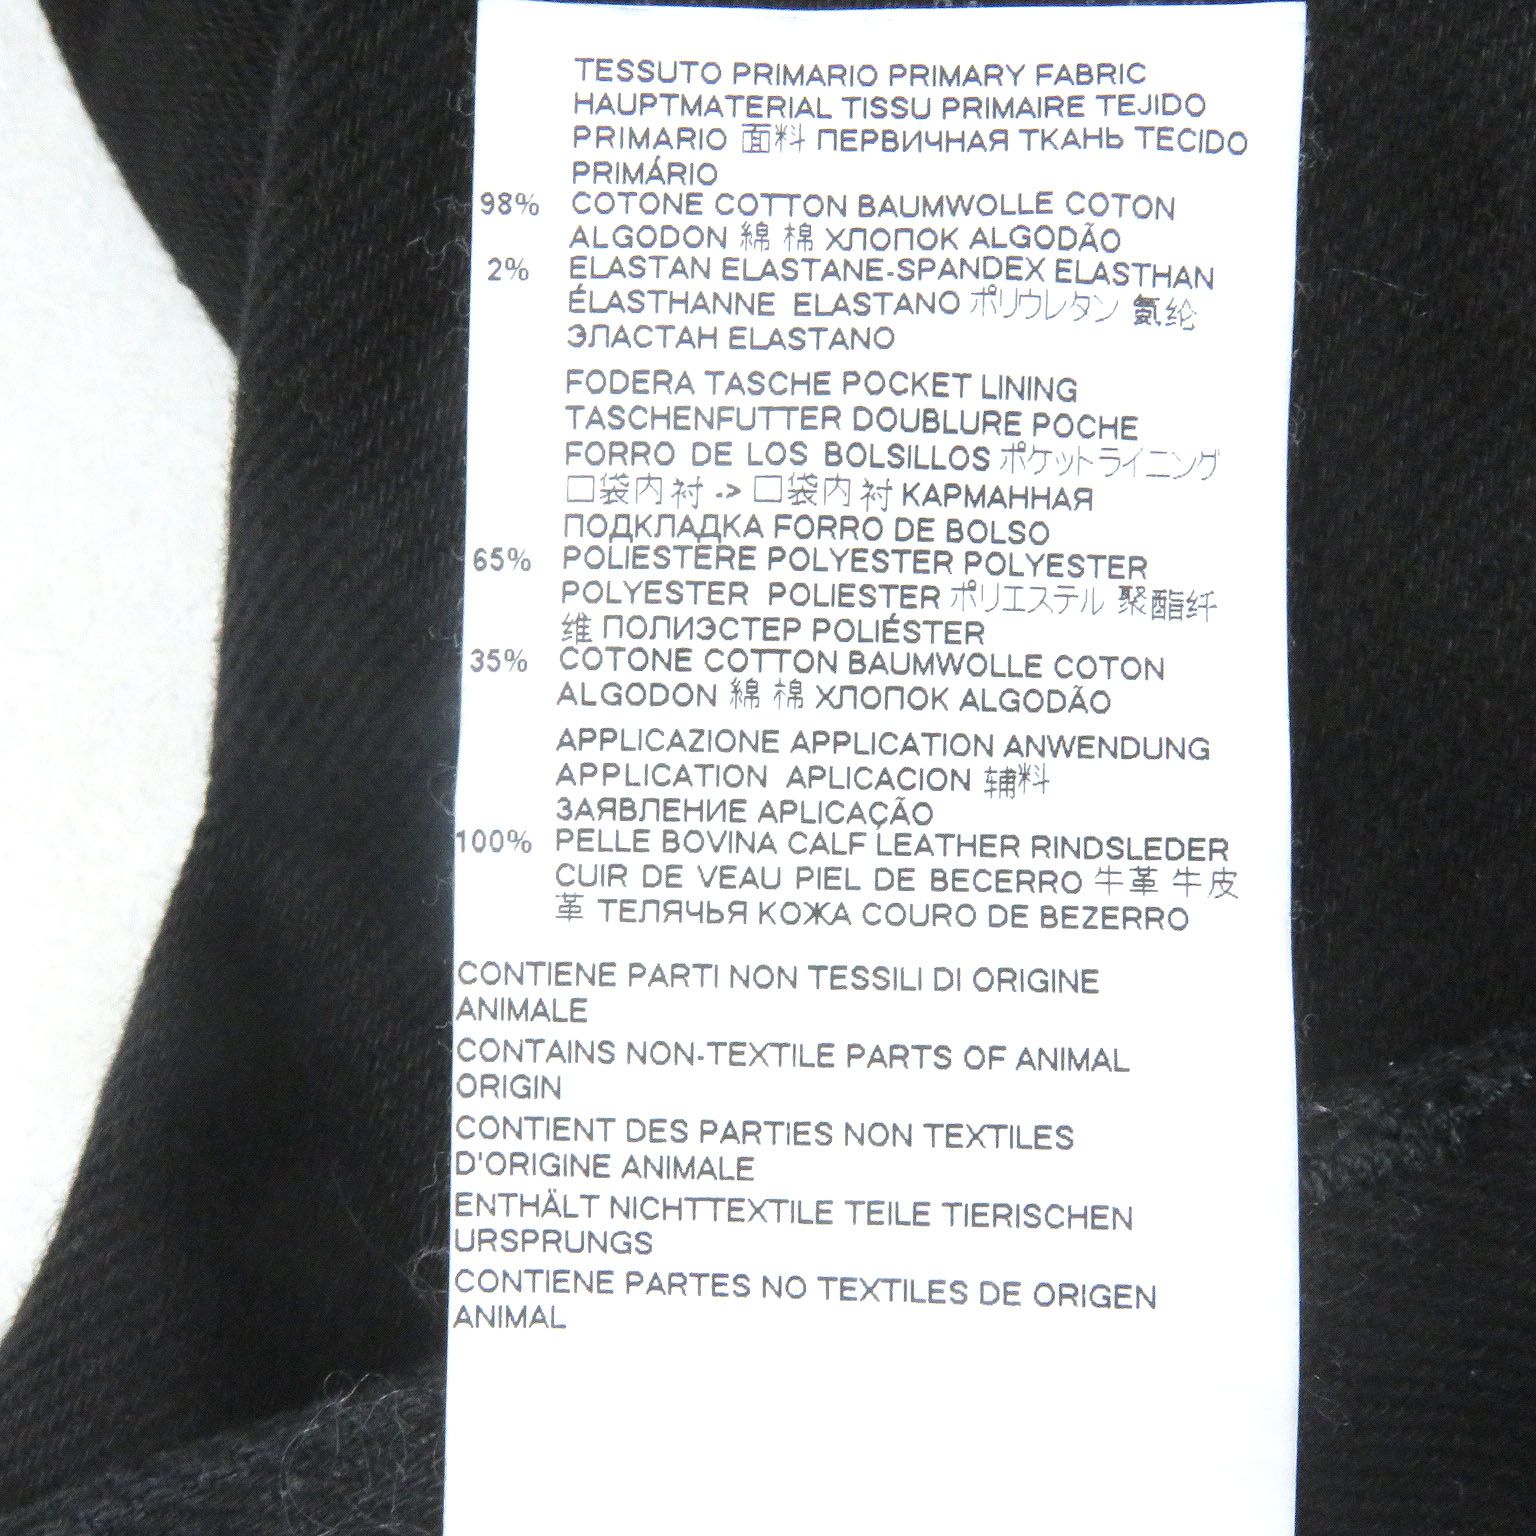 TESSUTO PRIMARIO PRIMARY FABRIC
HAUPTMATERIAL TISSU PRIMAIRE TEJIDO
PRIMARIO 面料 ПЕРВИЧНАЯ ТКАНЬ TECIDO
PRIMÁRIO
98% COTONE COTTON BAUMWOLLE COTON
ALGODON 綿 棉 ХЛОПОК ALGODÃO
2% ELASTAN ELASTANE-SPANDEX ELASTHAN
ÉLASTHANNE ELASTANO ポリウレタン 氨纶
ЭЛАСТАН ELASTANO
FODERA TASCHE POCKET LINING
TASCHENFUTTER DOUBLURE POCHE
FORRO DE LOS BOLSILLOS ポケットライニング
口袋内衬 -> 口袋内衬 КАРМАННАЯ
ПОДКЛАДКА FORRO DE BOLSO
65% POLIESTERE POLYESTER POLYESTER
POLYESTER POLIESTER ポリエステル 聚酯纤
维 ПОЛИЭСТЕР POLIÉSTER
35% COTONE COTTON BAUMWOLLE COTON
ALGODON 綿 棉 ХЛОПОК ALGODÃO
APPLICAZIONE APPLICATION ANWENDUNG
APPLICATION APLICACION 辅料
ЗАЯВЛЕНИЕ APLICAÇÃO
100% PELLE BOVINA CALF LEATHER RINDSLEDER
CUIR DE VEAU PIEL DE BECERRO 牛革 牛皮
革 ТЕЛЯЧЬЯ КОЖА COURO DE BEZERRO
CONTIENE PARTI NON TESSILI DI ORIGINE
ANIMALE
CONTAINS NON-TEXTILE PARTS OF ANIMAL
ORIGIN
CONTIENT DES PARTIES NON TEXTILES
D'ORIGINE ANIMALE
ENTHÄLT NICHTTEXTILE TEILE TIERISCHEN
URSPRUNGS
CONTIENE PARTES NO TEXTILES DE ORIGEN
ANIMAL